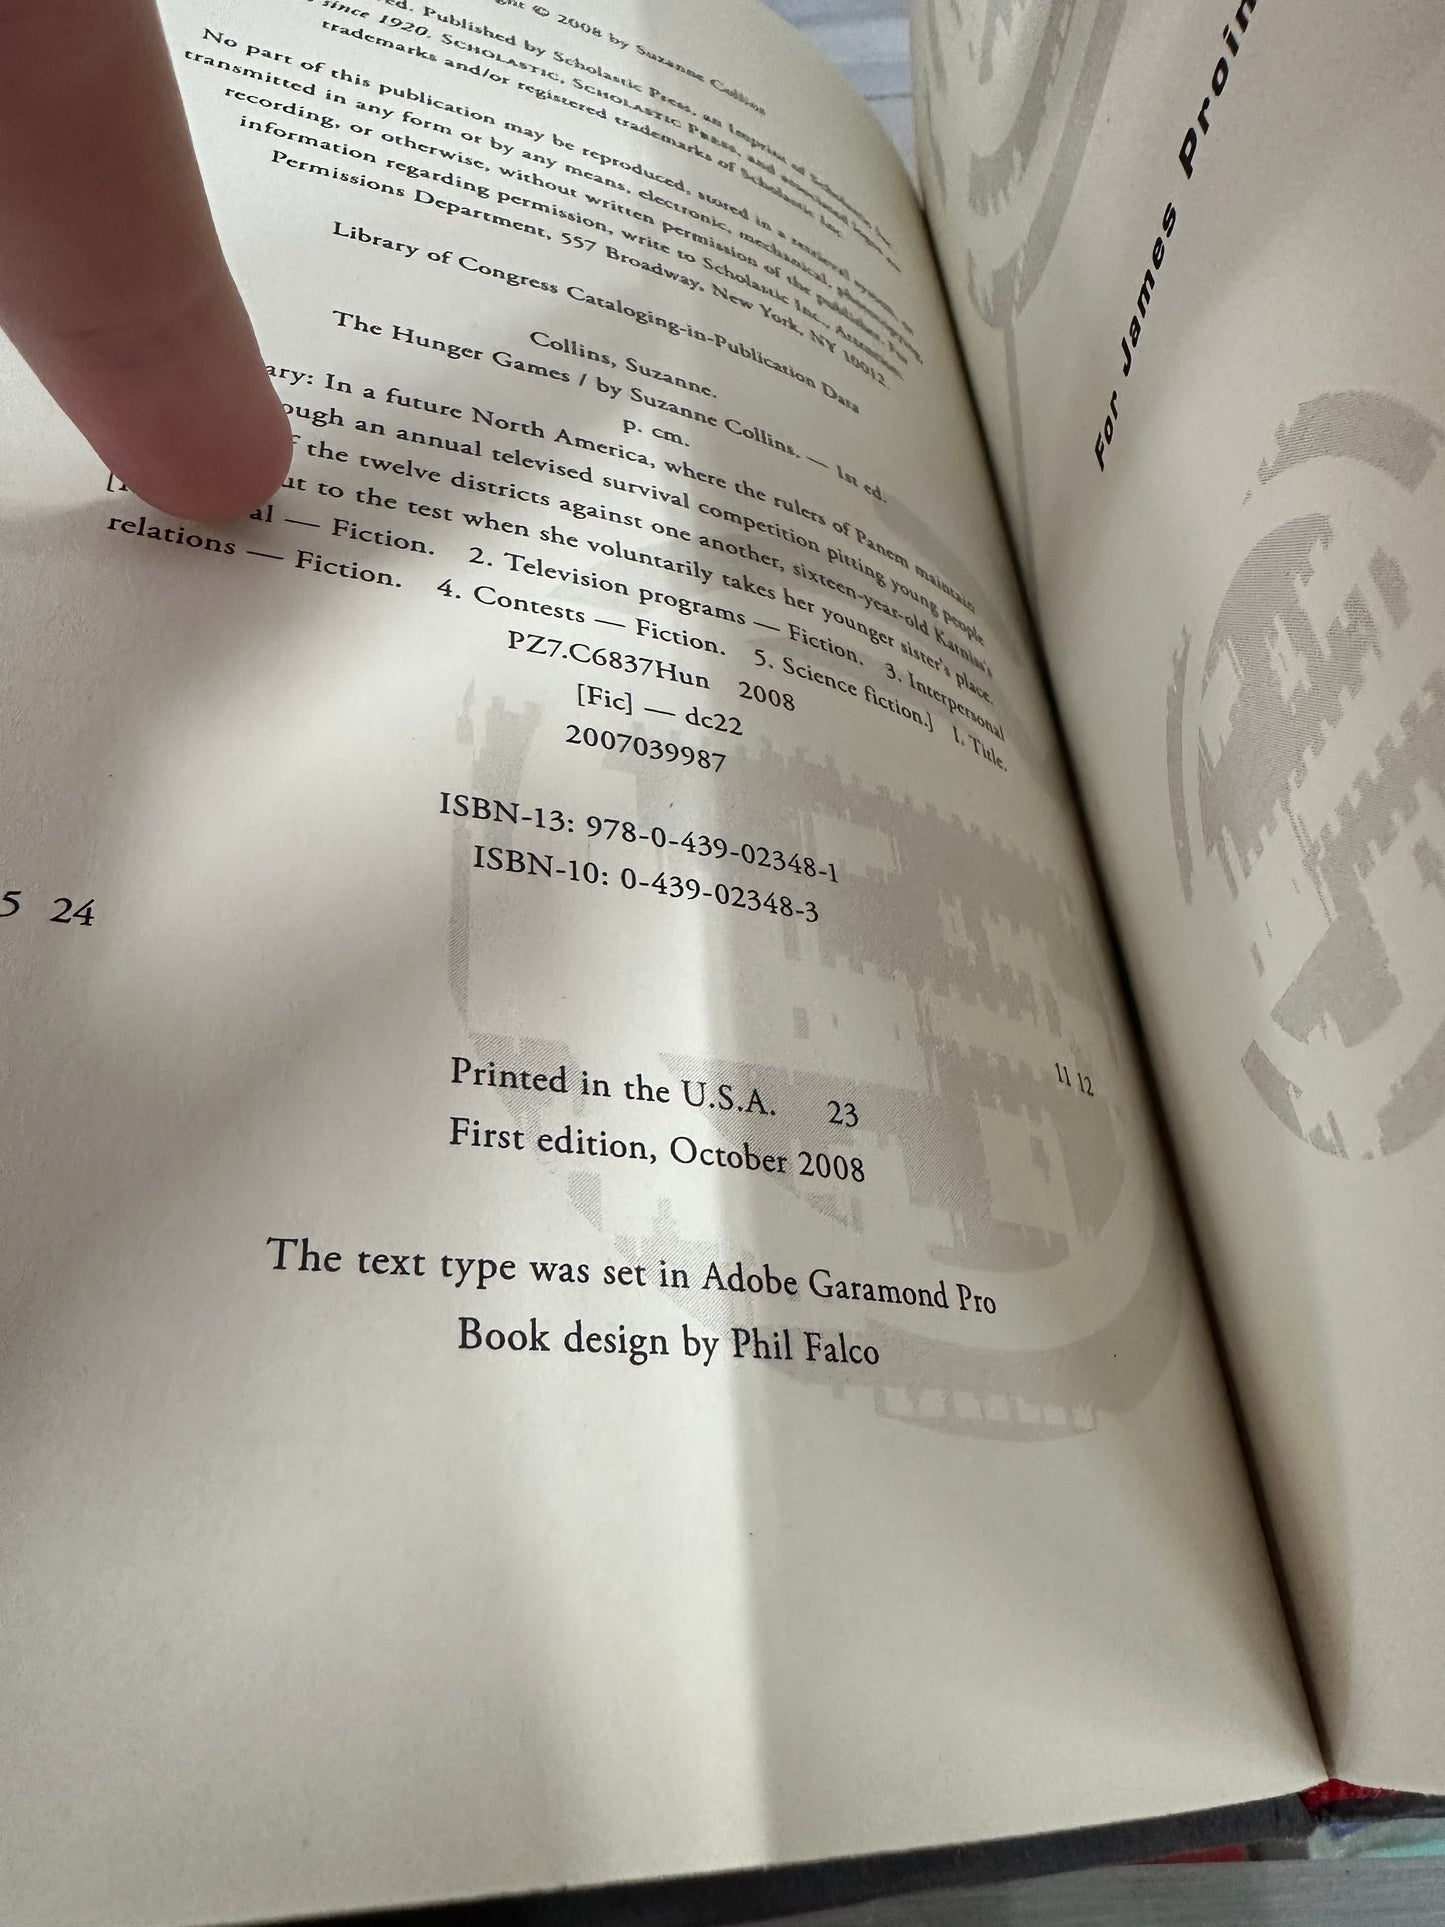 © 2008 by Suzanne Collins
Published by Scholastic Press, an imprint of Scholastic Inc.
since 1920. SCHOLASTIC, SCHOLASTIC PRESS, and associated logos are
trademarks and/or registered trademarks of Scholastic Inc.
No part of this publication may be reproduced, stored in a retrieval system, or
transmitted in any form or by any means, electronic, mechanical, photocopying,
recording, or otherwise, without written permission of the publisher. For
information regarding permission, write to Scholastic Inc., Attention:
Permissions Department, 557 Broadway, New York, NY 10012.
Library of Congress Cataloging-in-Publication Data
Collins, Suzanne.
The Hunger Games / by Suzanne Collins. — 1st ed.
p. cm.
ary: In a future North America, where the rulers of Panem maintain
ough an annual televised survival competition pitting young people
the twelve districts against one another, sixteen-year-old Katniss's
ut to the test when she voluntarily takes her younger sister's place.
al — Fiction. 2. Television programs — Fiction. 3. Interpersonal
relations — Fiction. 4. Contests — Fiction. 5. Science fiction.] I. Title.
PZ7.C6837Hun 2008
[Fic] — dc22
2007039987
ISBN-13: 978-0-439-02348-1
ISBN-10: 0-439-02348-3
5 24
11 12
Printed in the U.S.A. 23
First edition, October 2008
The text type was set in Adobe Garamond Pro
Book design by Phil Falco
For James Proim